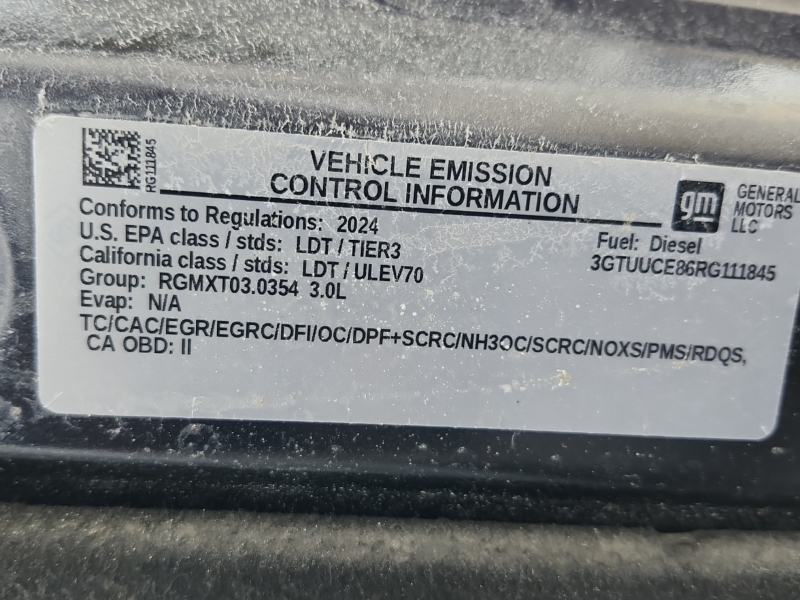 RG111845
VEHICLE EMISSION
CONTROL INFORMATION
gm
GENERAL
MOTORS
LLC
Conforms to Regulations: 2024
U.S. EPA class / stds: LDT / TIER3
California class / stds: LDT / ULEV70
Group: RGMXT03.0354 3.0L
Evap: N/A
Fuel: Diesel
3GTUUCE86RG111845
TC/CAC/EGR/EGRC/DFI/OC/DPF+SCRC/NH3OC/SCRC/NOXS/PMS/RDQS,
CA OBD: II